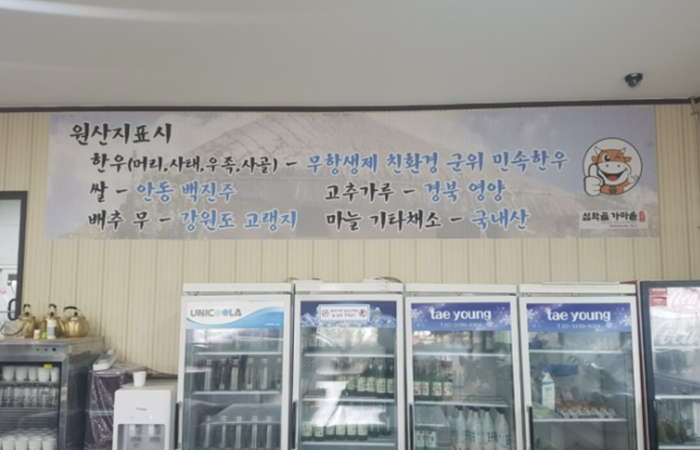 원산지표시
한우(머리,사태,우족,사골) - 무항생제 친환경 군위 민속한우
쌀 - 안동 백진주 고추가루 - 경북 영양
배추 무 - 강원도 고랭지 마늘 기타채소 - 국내산
가마솥
UNICOOLA
tae young
tae young